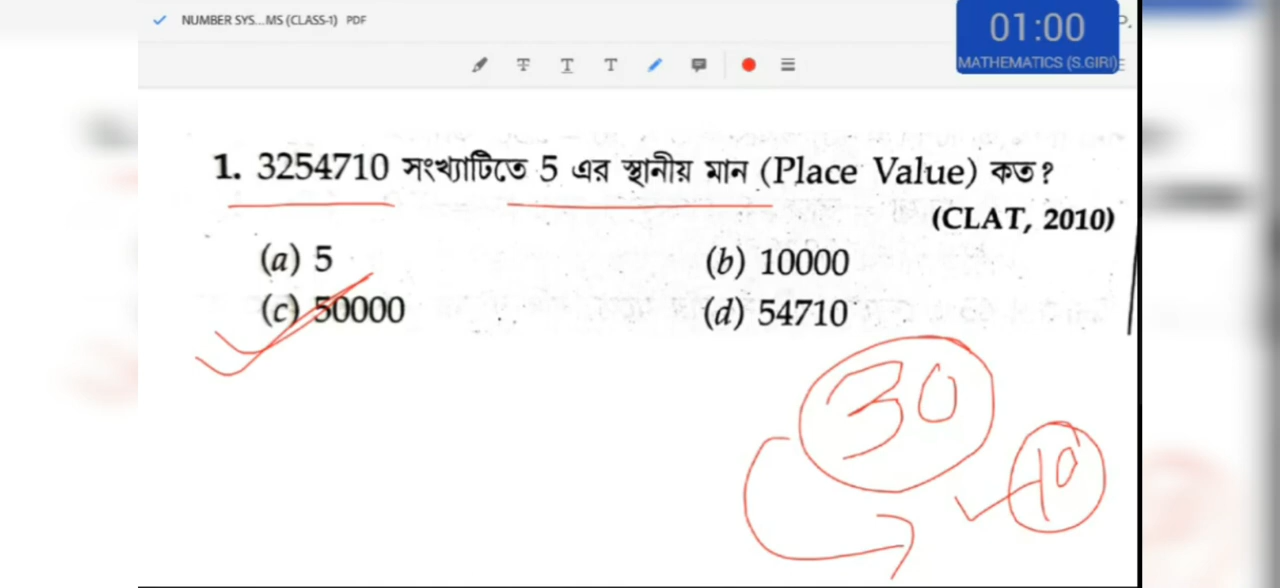 NUMBER SYS...MS (CLASS-1) PDF
01:00
MATHEMATICS (S.GIRI)
1. 3254710 সংখ্যাটিতে 5 এর স্থানীয় মান (Place Value) কত?
(CLAT, 2010)
(a) 5
(b) 10000
(c) 50000
(d) 54710
30
10